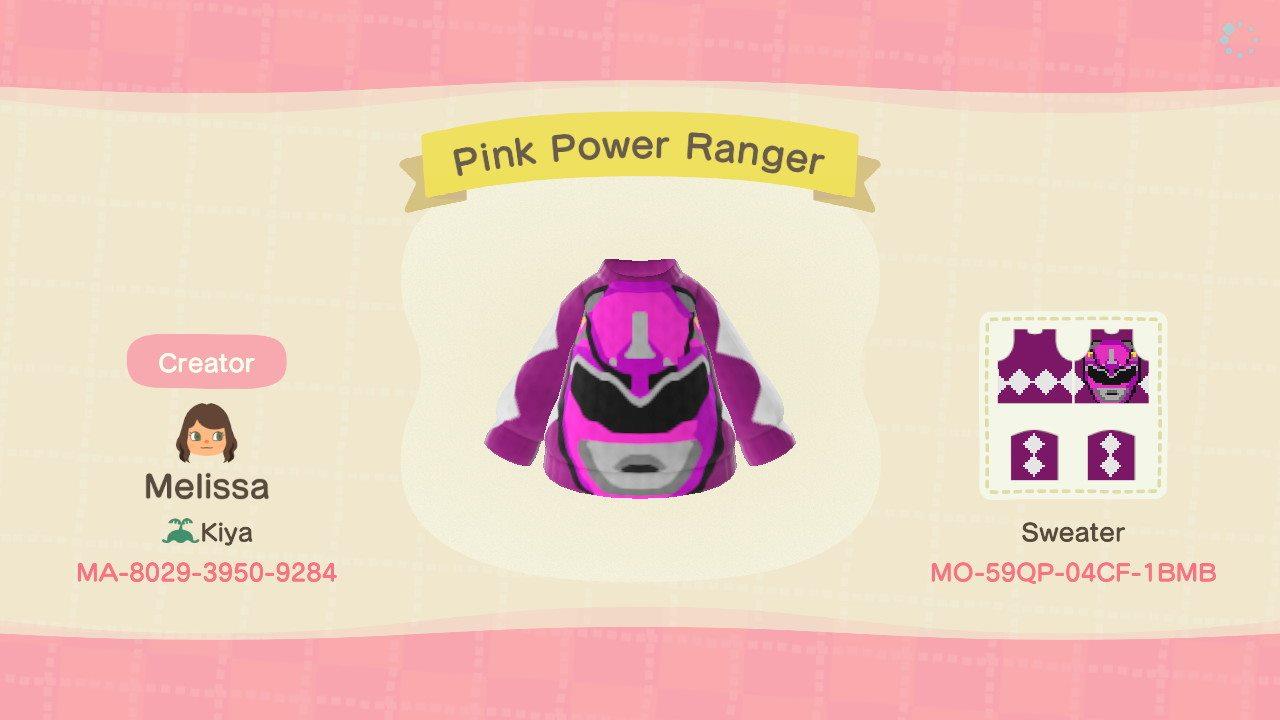 Pink Power Ranger
Creator
Melissa
Kiya
MA-8029-3950-9284
Sweater
MO-59QP-04CF-1BMB